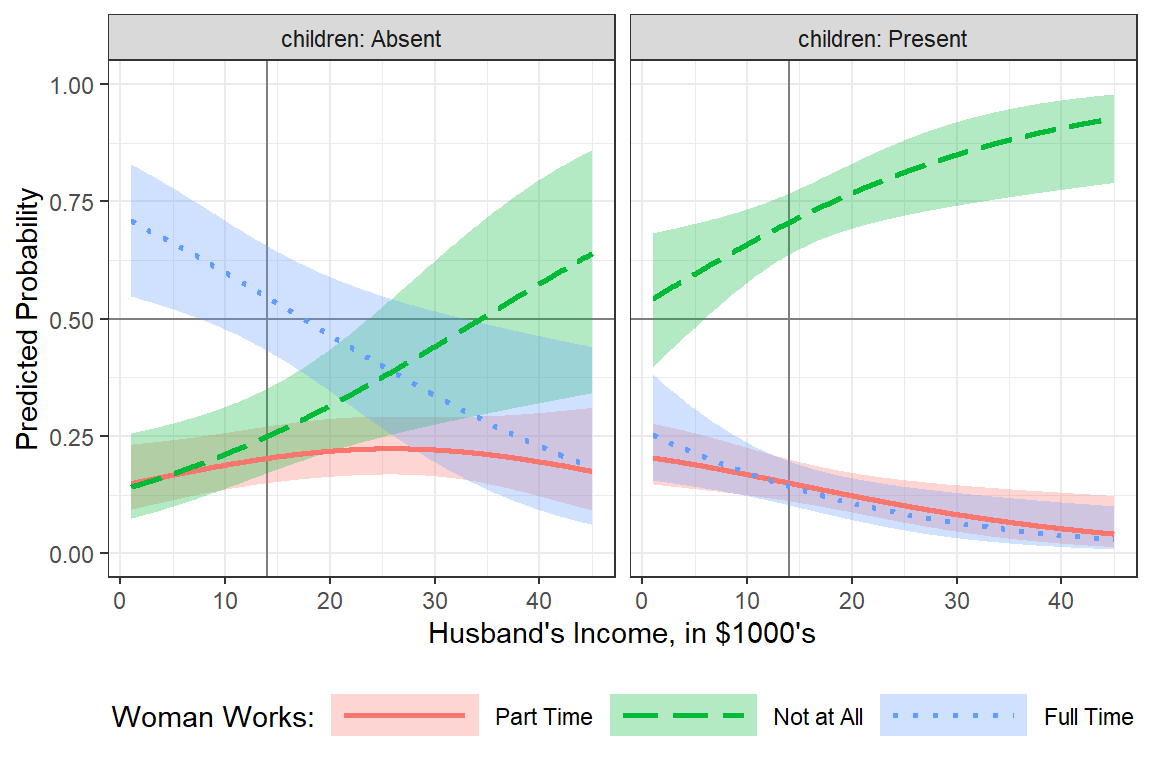 children: Absent
children: Present
Predicted Probability
1.00
0.75
0.50
0.25
0.00
0 10 20 30 40
0 10 20 30 40
Husband's Income, in $1000's
Woman Works: Part Time Not at All Full Time